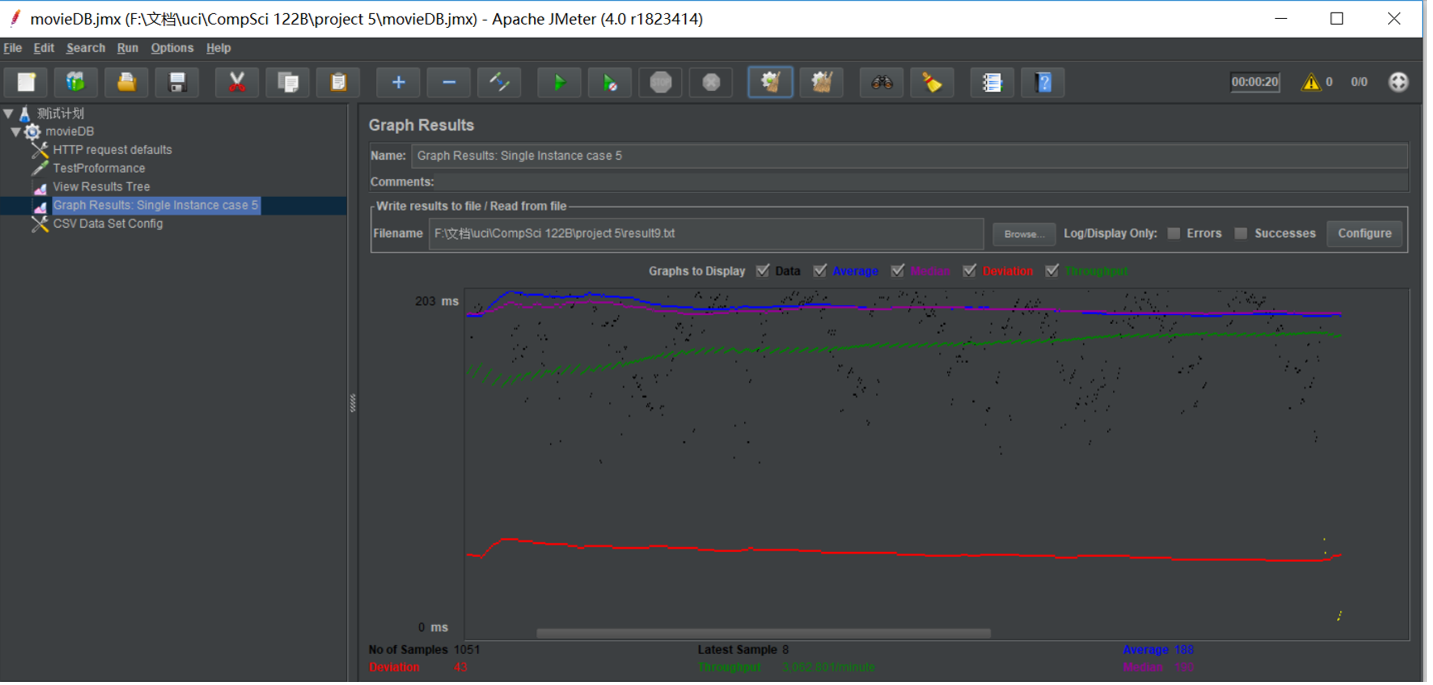 movieDB.jmx (F:\文档\uci\CompSci 122B\project 5\movieDB.jmx) - Apache JMeter (4.0 r1823414)
File Edit Search Run Options Help
00:00:20 0 0/0
测试计划
movieDB
HTTP request defaults
TestProformance
View Results Tree
Graph Results: Single Instance case 5
CSV Data Set Config
Graph Results
Name: Graph Results: Single Instance case 5
Comments:
Write results to file / Read from file
Filename F:\文档\uci\CompSci 122B\project 5\result9.txt Browse... Log/Display Only: Errors Successes Configure
Graphs to Display Data Average Median Deviation Throughput
203 ms
0 ms
No of Samples 1051 Latest Sample 8 Average 188
Deviation 43 Throughput 3,062.801/minute Median